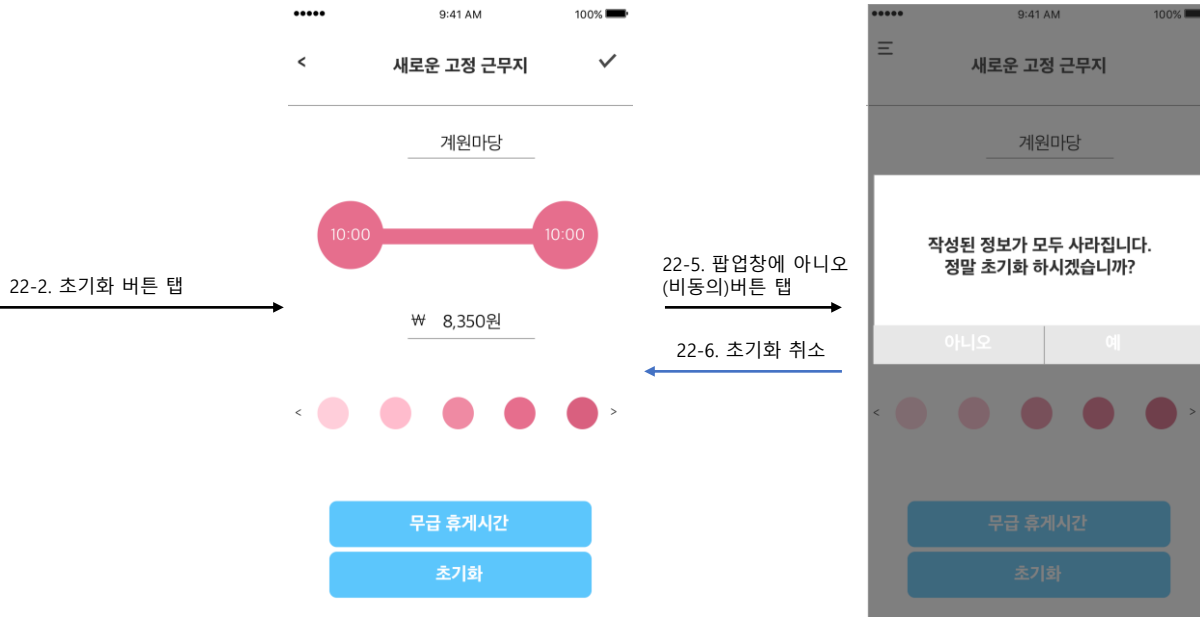 22-2. 초기화 버튼 탭
9:41 AM
100%
<
새로운 고정 근무지
계원마당
10:00
10:00
₩ 8,350원
<
>
무급 휴게시간
초기화
22-5. 팝업창에 아니오
(비동의)버튼 탭
22-6. 초기화 취소
9:41 AM
100%
새로운 고정 근무지
계원마당
작성된 정보가 모두 사라집니다.
정말 초기화 하시겠습니까?
아니오
예
<
>
무급 휴게시간
초기화